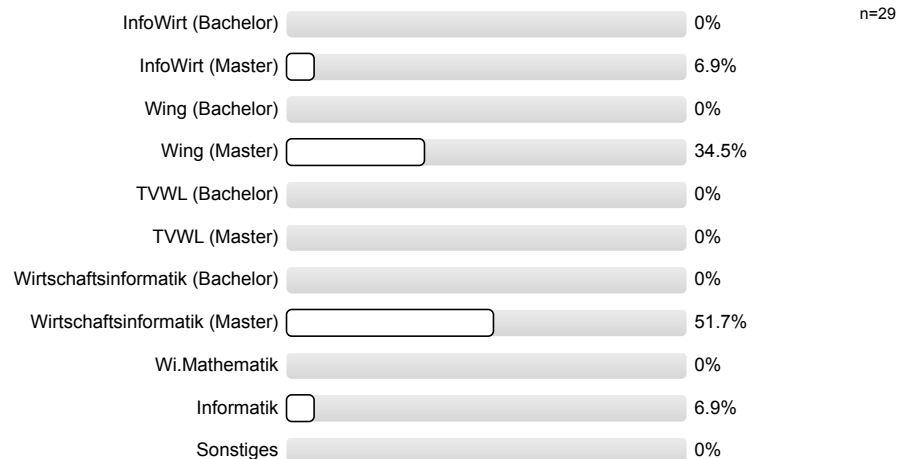 n=29
InfoWirt (Bachelor) 0%
InfoWirt (Master) 6.9%
Wing (Bachelor) 0%
Wing (Master) 34.5%
TVWL (Bachelor) 0%
TVWL (Master) 0%
Wirtschaftsinformatik (Bachelor) 0%
Wirtschaftsinformatik (Master) 51.7%
Wi.Mathematik 0%
Informatik 6.9%
Sonstiges 0%